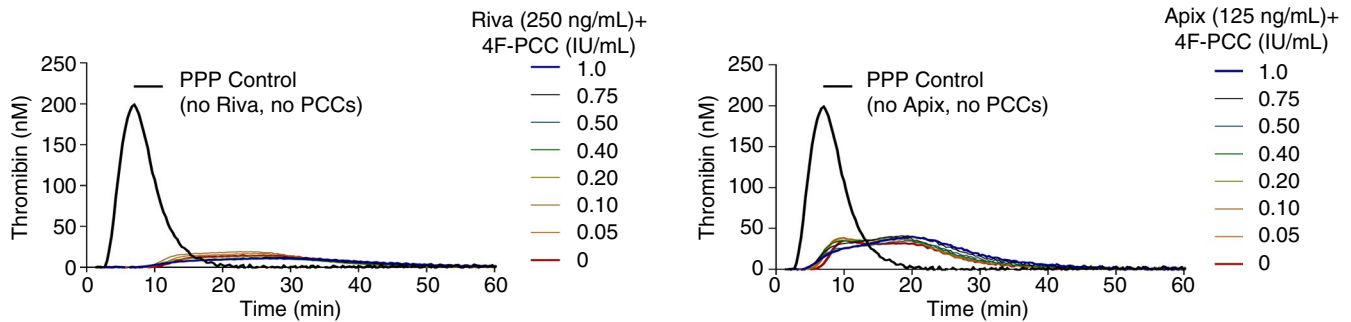 Riva (250 ng/mL)+
4F-PCC (IU/mL)
250
200
150
100
50
0
Thromibin (nM)
PPP Control
(no Riva, no PCCs)
1.0
0.75
0.50
0.40
0.20
0.10
0.05
0
0 10 20 30 40 50 60
Time (min)
Apix (125 ng/mL)+
4F-PCC (IU/mL)
250
200
150
100
50
0
Thromibin (nM)
PPP Control
(no Apix, no PCCs)
1.0
0.75
0.50
0.40
0.20
0.10
0.05
0
0 10 20 30 40 50 60
Time (min)